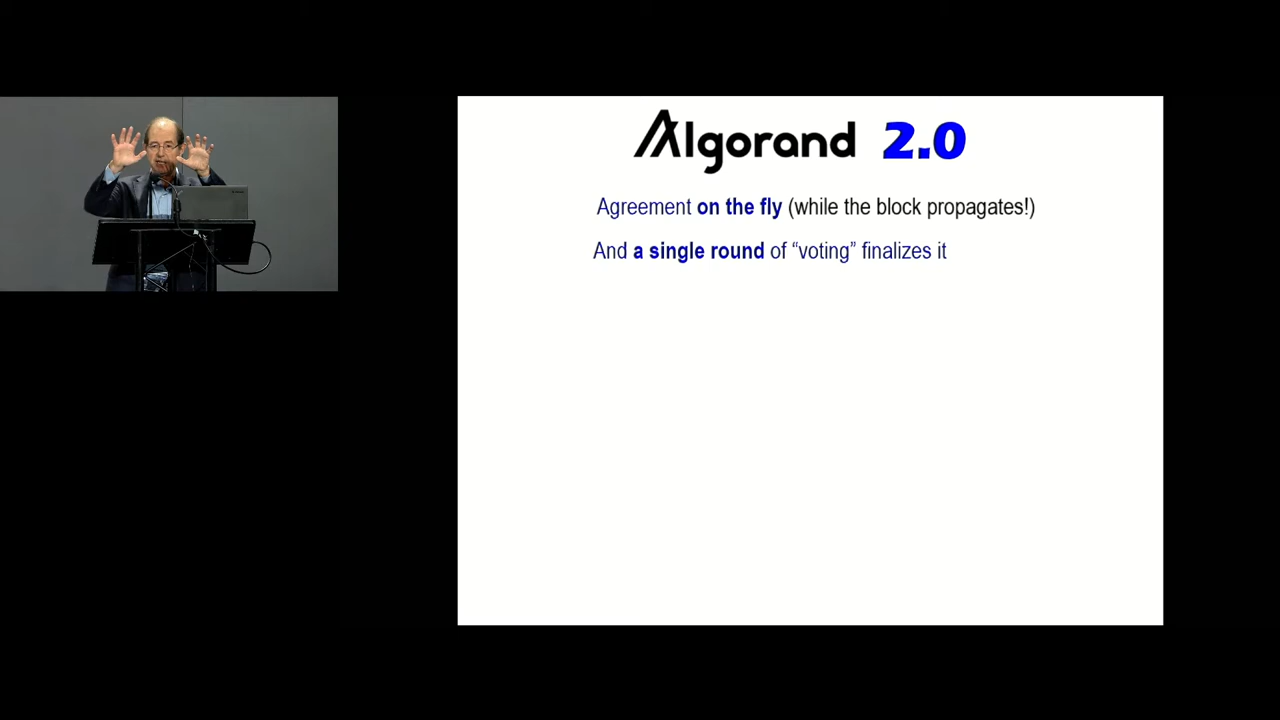 Algorand 2.0
Agreement on the fly (while the block propagates!)
And a single round of “voting” finalizes it